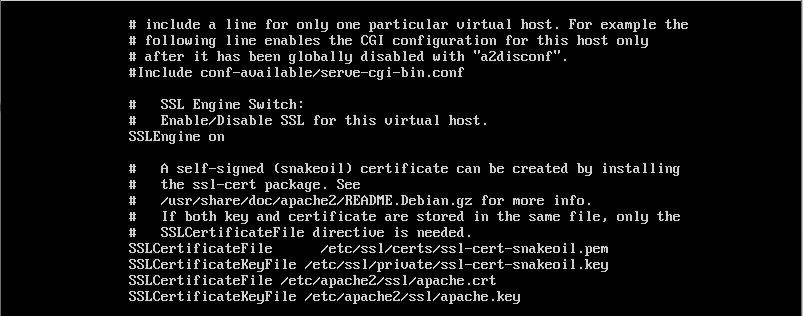 # include a line for only one particular virtual host. For example the
# following line enables the CGI configuration for this host only
# after it has been globally disabled with "a2disconf".
#Include conf-available/serve-cgi-bin.conf
#   SSL Engine Switch:
#   Enable/Disable SSL for this virtual host.
SSLEngine on
#   A self-signed (snakeoil) certificate can be created by installing
#   the ssl-cert package. See
#   /usr/share/doc/apache2/README.Debian.gz for more info.
#   If both key and certificate are stored in the same file, only the
#   SSLCertificateFile directive is needed.
SSLCertificateFile      /etc/ssl/certs/ssl-cert-snakeoil.pem
SSLCertificateKeyFile /etc/ssl/private/ssl-cert-snakeoil.key
SSLCertificateFile /etc/apache2/ssl/apache.crt
SSLCertificateKeyFile /etc/apache2/ssl/apache.key